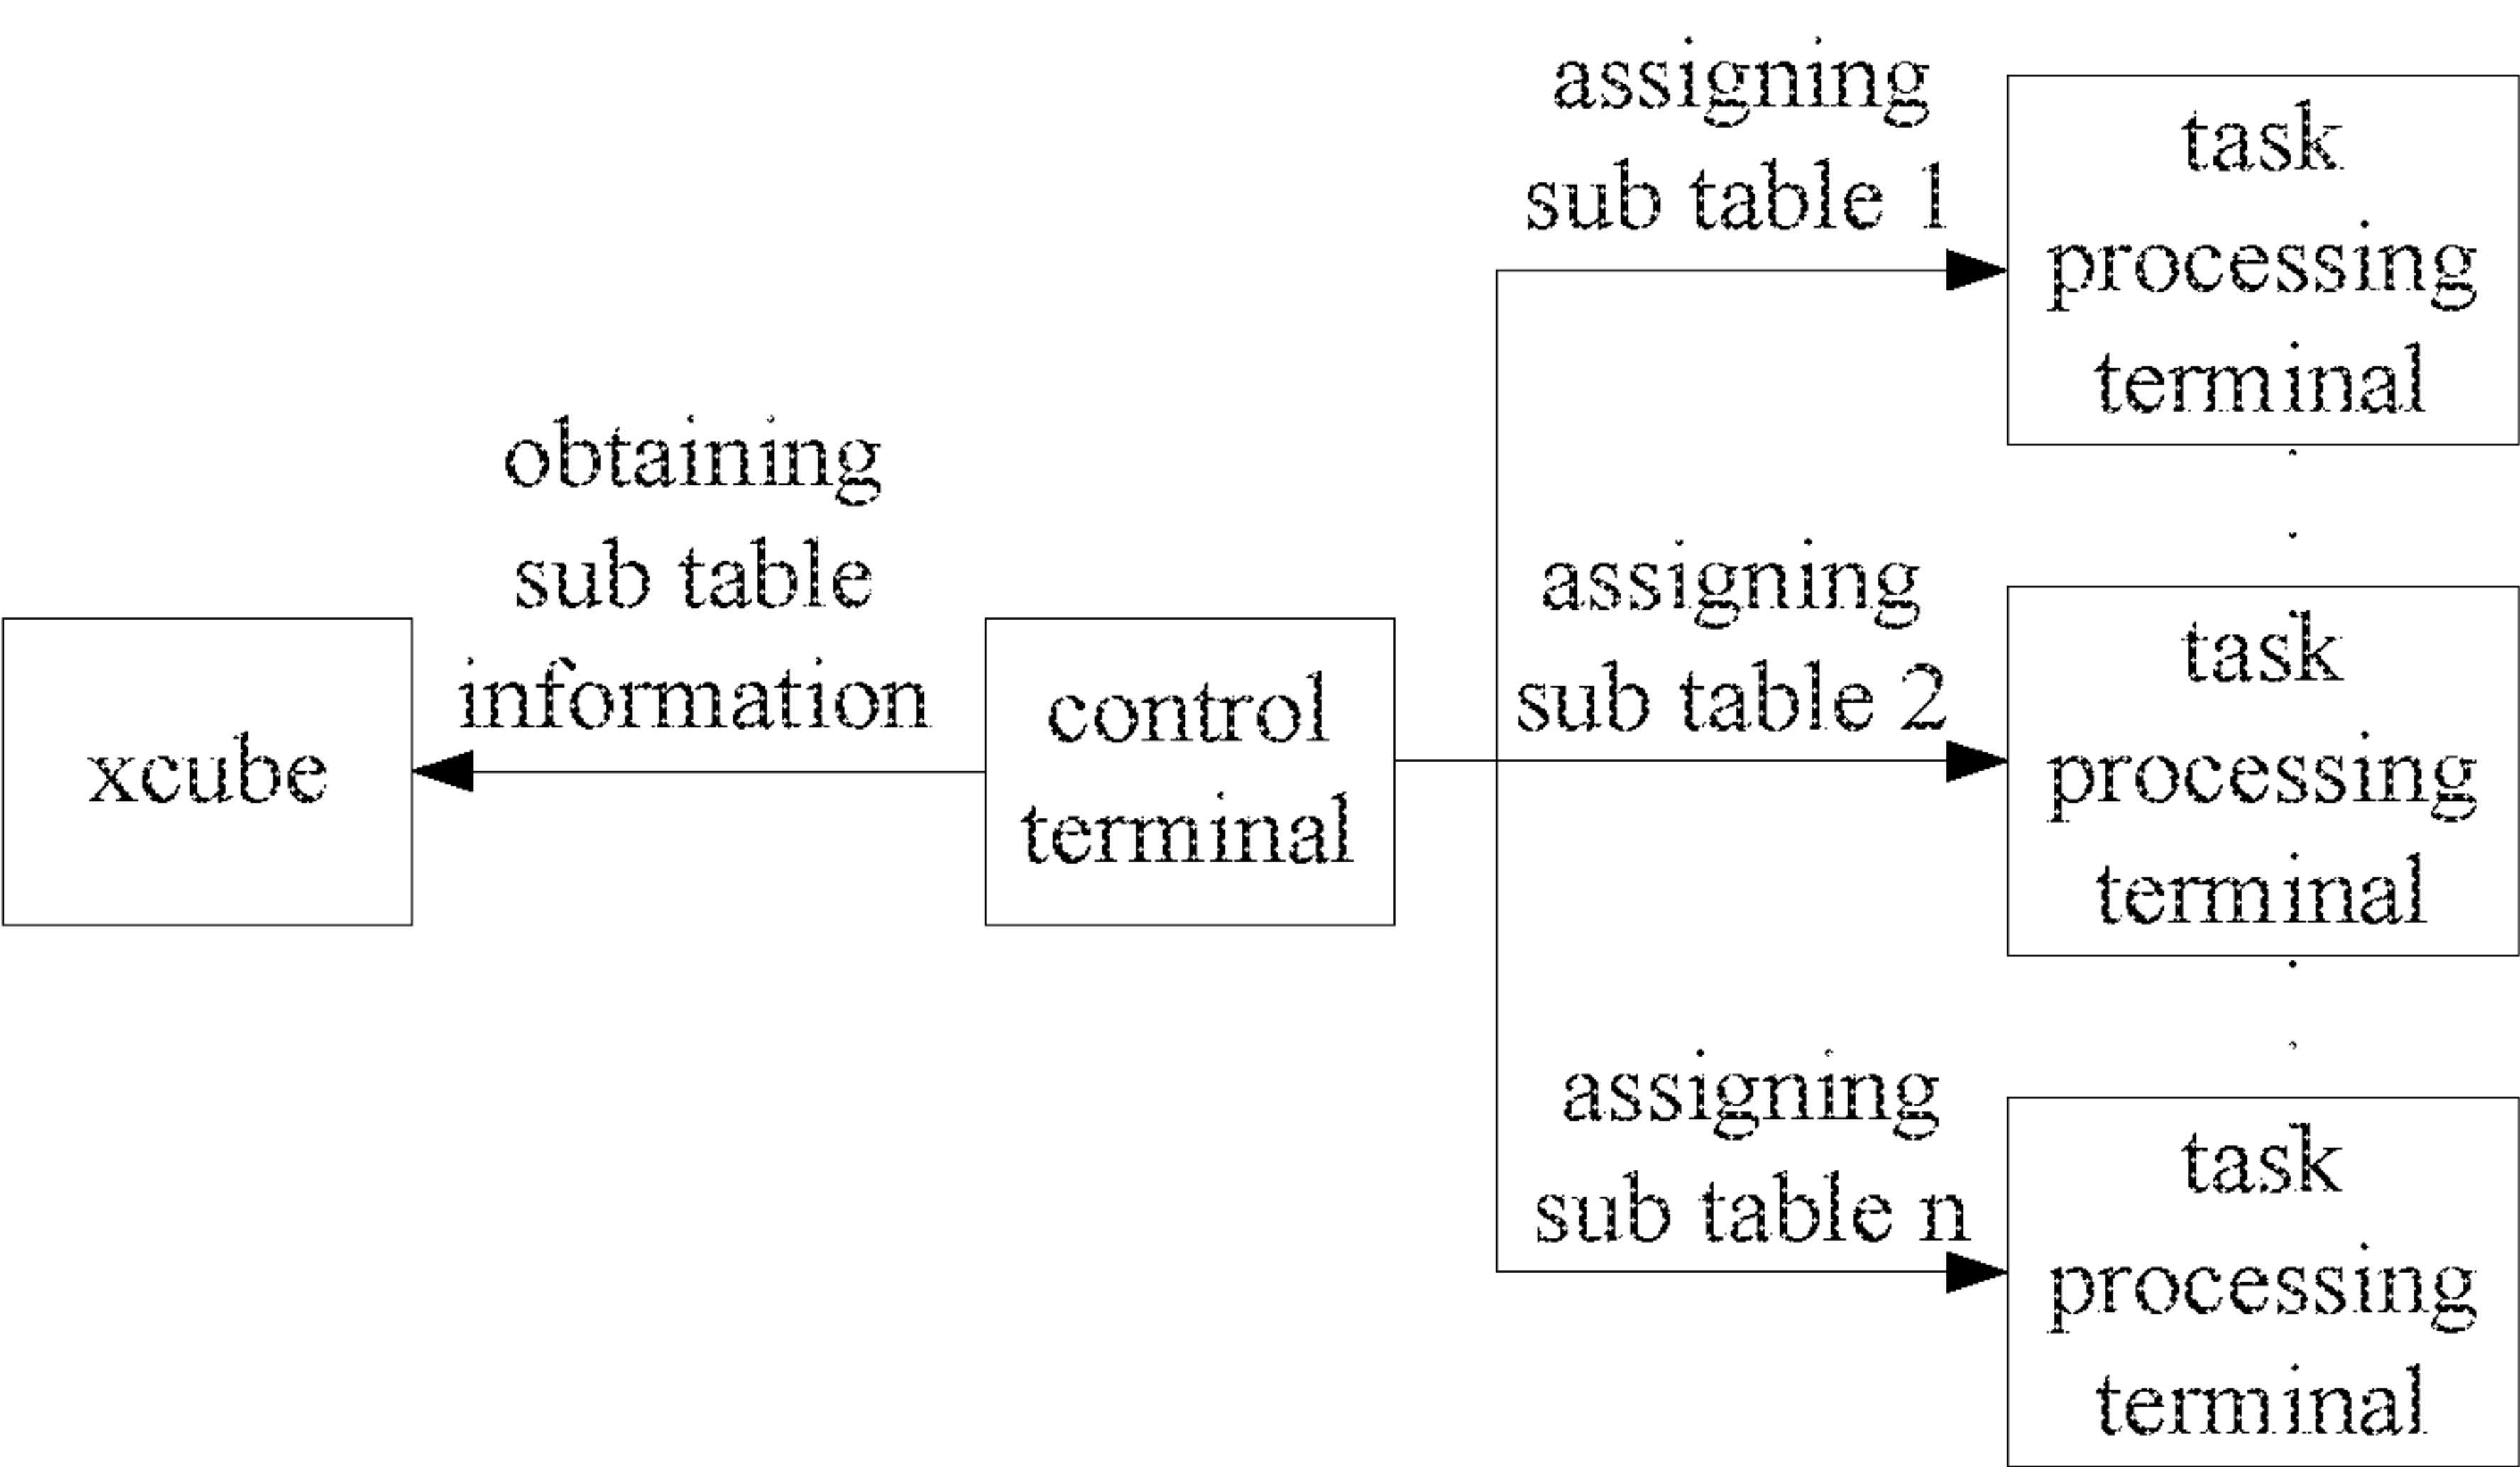 xcube
obtaining
sub table
information
control
terminal
assigning
sub table 1
task
processing
terminal
assigning
sub table 2
task
processing
terminal
assigning
sub table n
task
processing
terminal